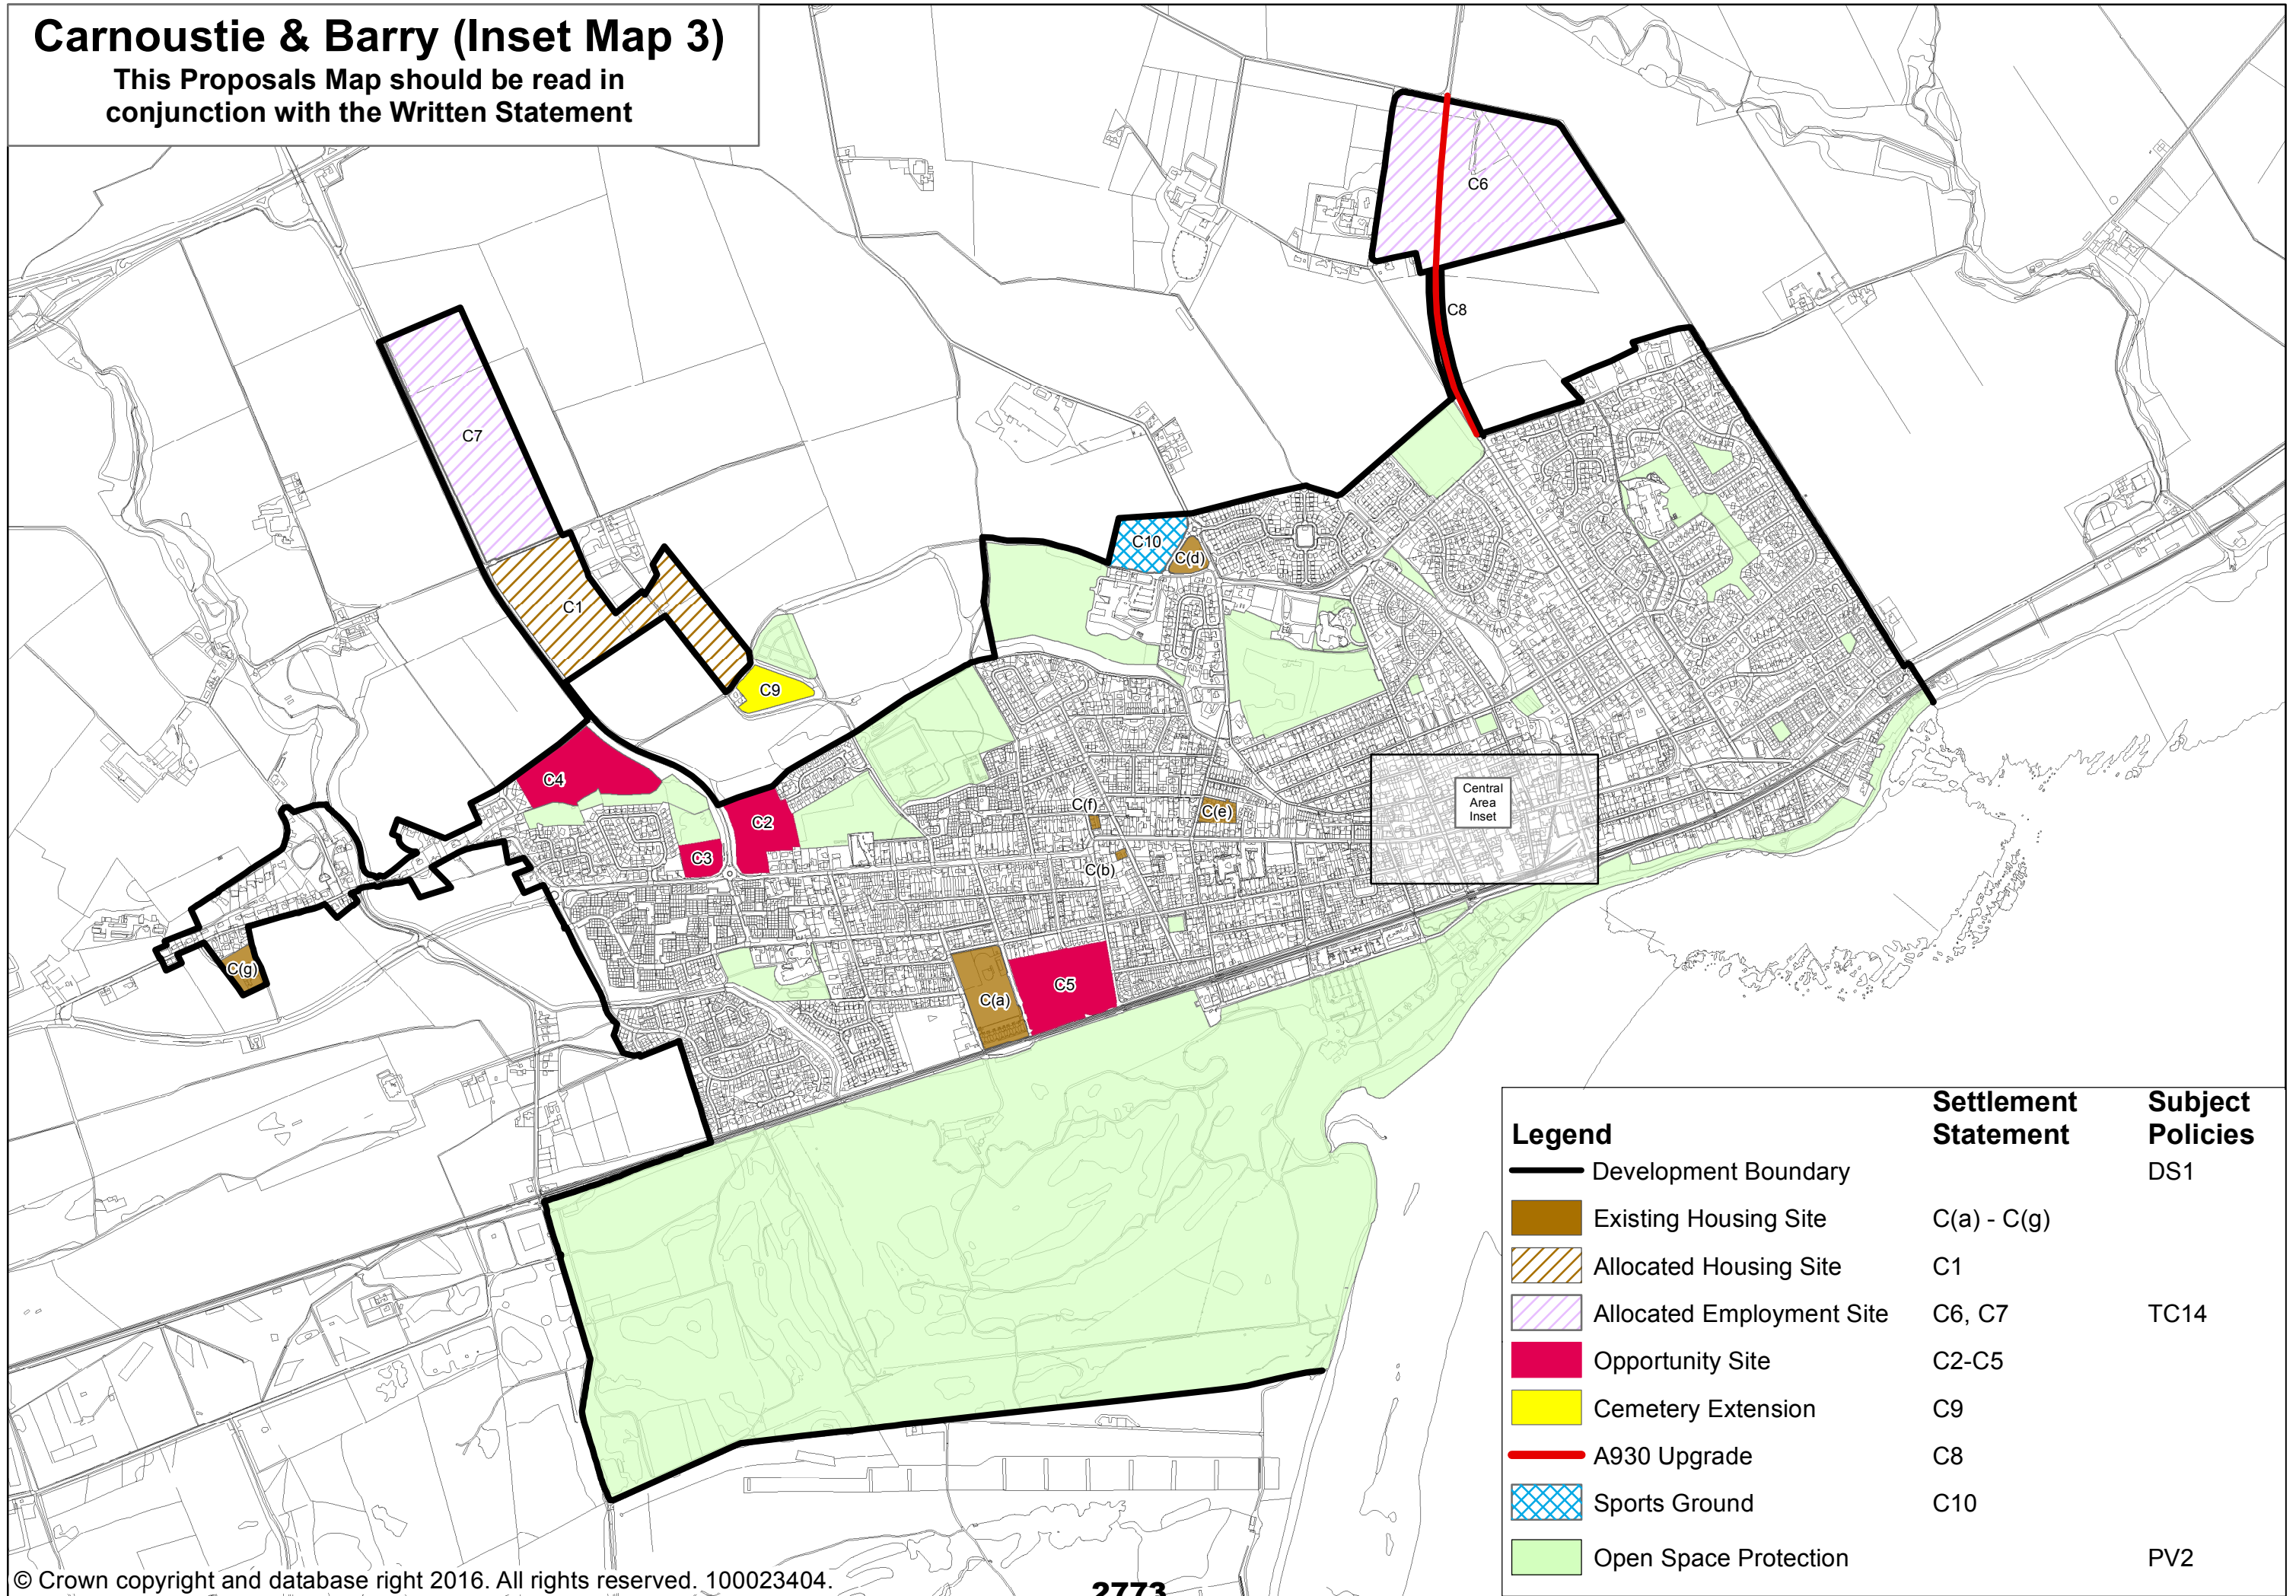 Carnoustie & Barry (Inset Map 3)
This Proposals Map should be read in
conjunction with the Written Statement
C6
C8
C7
C10
C(d)
C1
C9
C4
C2
C3
C(f)
C(e)
C(b)
Central
Area
Inset
C(g)
C(a)
C5
Legend
Settlement
Statement
Subject
Policies
Development Boundary DS1
Existing Housing Site C(a) - C(g)
Allocated Housing Site C1
Allocated Employment Site C6, C7 TC14
Opportunity Site C2-C5
Cemetery Extension C9
A930 Upgrade C8
Sports Ground C10
Open Space Protection PV2
© Crown copyright and database right 2016. All rights reserved. 100023404.
2773